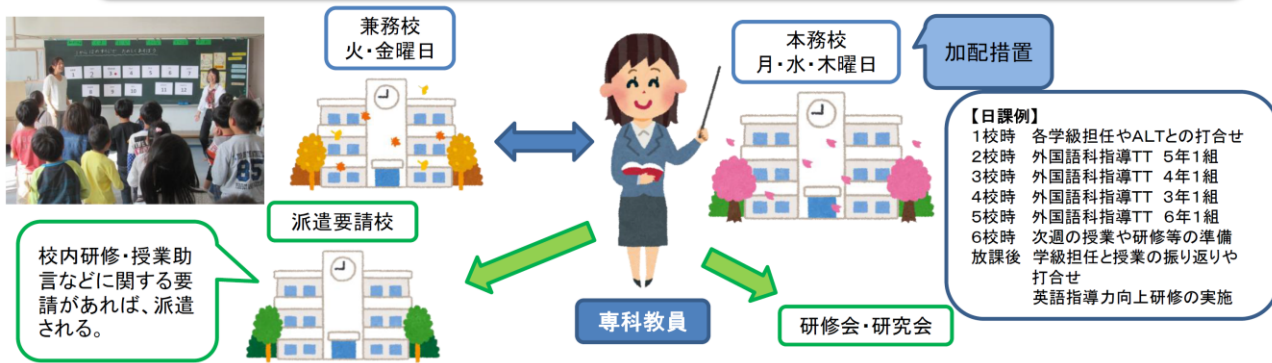 兼務校
火・金曜日
本務校
月・水・木曜日
加配措置
【日課例】
1校時 各学級担任やALTとの打合せ
2校時 外国語科指導TT 5年1組
3校時 外国語科指導TT 4年1組
4校時 外国語科指導TT 3年1組
5校時 外国語科指導TT 6年1組
6校時 次週の授業や研修等の準備
放課後 学級担任と授業の振り返りや
打合せ
英語指導力向上研修の実施
派遣要請校
校内研修・授業助
言などに関する要
請があれば、派遣
される。
専科教員
研修会・研究会
85